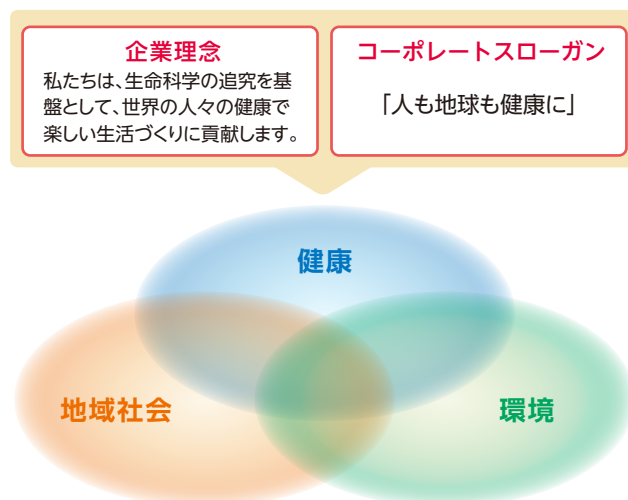 企業理念
私たちは、生命科学の追究を基
盤として、世界の人々の健康で
楽しい生活づくりに貢献します。
コーポレートスローガン
「人も地球も健康に」
健康
地域社会
環境